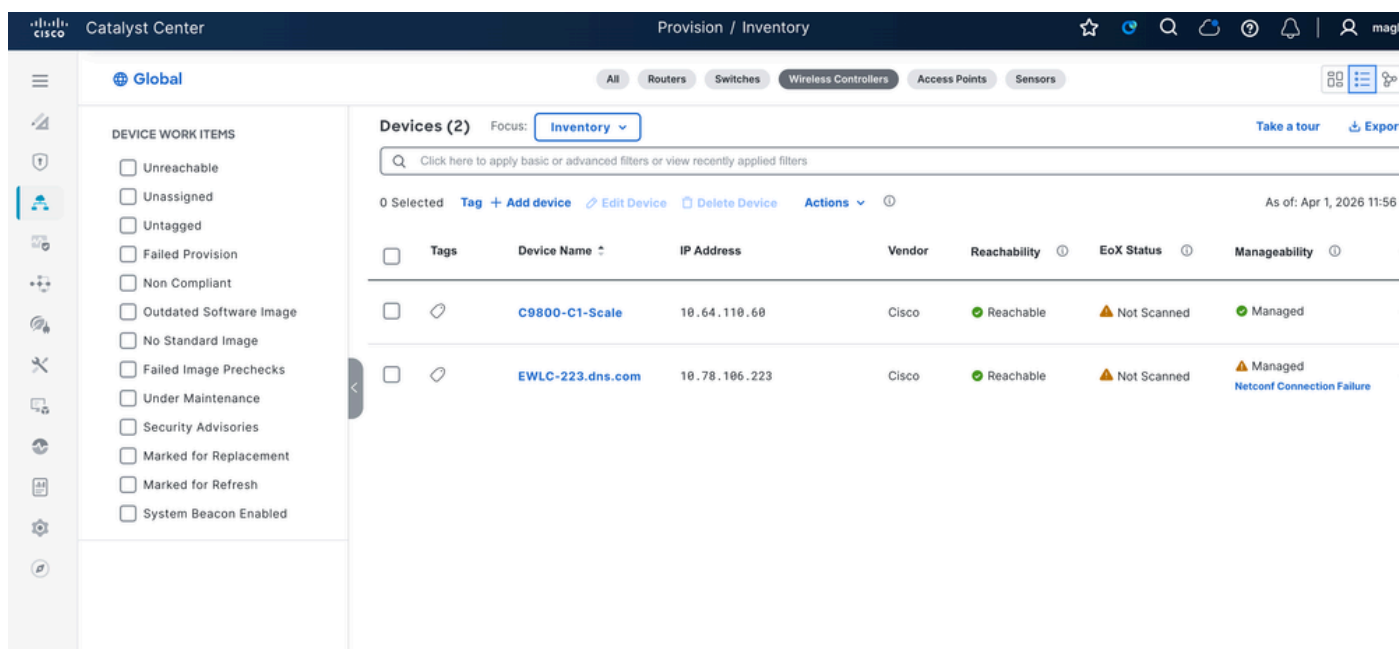 cisco
Catalyst Center
Provision / Inventory
Global
All
Routers
Switches
Wireless Controllers
Access Points
Sensors
DEVICE WORK ITEMS
Unreachable
Unassigned
Untagged
Failed Provision
Non Compliant
Outdated Software Image
No Standard Image
Failed Image Prechecks
Under Maintenance
Security Advisories
Marked for Replacement
Marked for Refresh
System Beacon Enabled
Devices (2) Focus: Inventory
Take a tour
Expor
Click here to apply basic or advanced filters or view recently applied filters
0 Selected Tag + Add device Edit Device Delete Device Actions
As of: Apr 1, 2026 11:56
Tags Device Name IP Address Vendor Reachability EoX Status Manageability
C9800-C1-Scale 10.64.110.60 Cisco Reachable Not Scanned Managed
EWLC-223.dns.com 10.78.106.223 Cisco Reachable Not Scanned Managed
Netconf Connection Failure